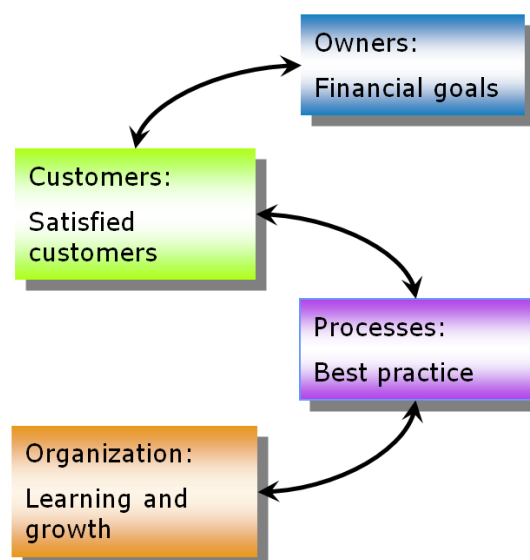 Owners:
Financial goals
Customers:
Satisfied
customers
Processes:
Best practice
Organization:
Learning and
growth